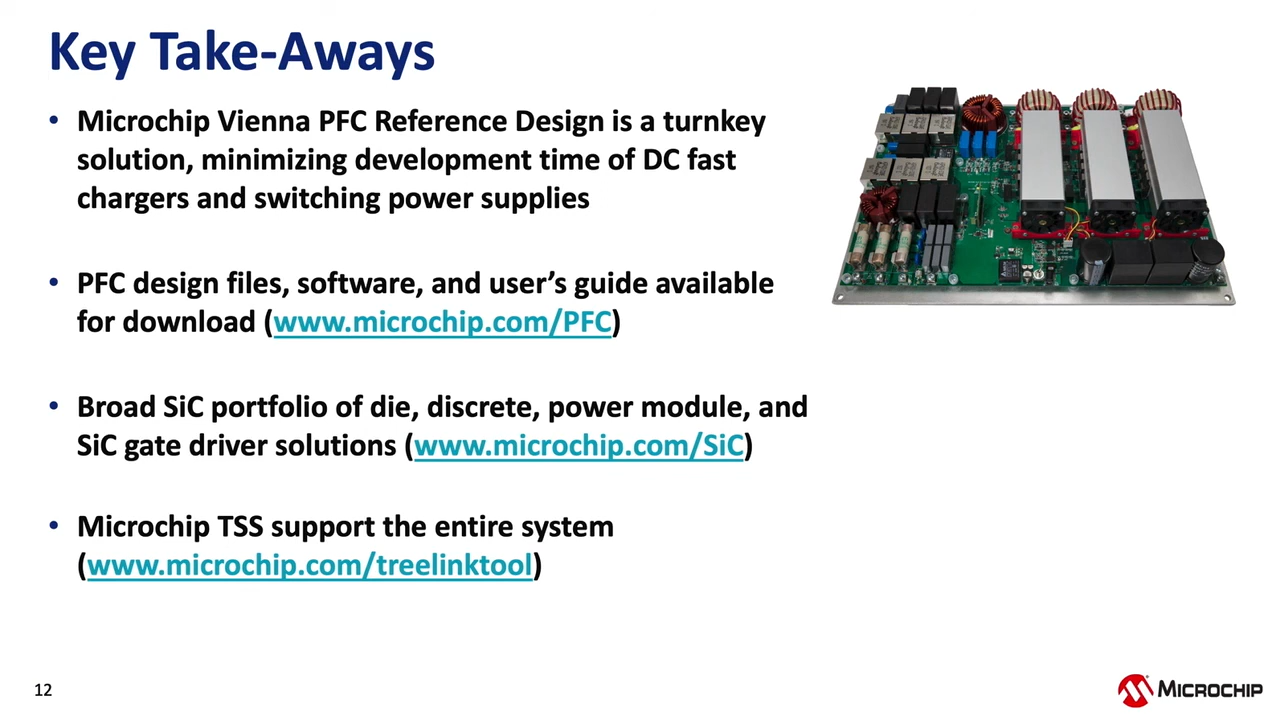 Key Take-Aways
• Microchip Vienna PFC Reference Design is a turnkey
solution, minimizing development time of DC fast
chargers and switching power supplies
• PFC design files, software, and user’s guide available
for download (www.microchip.com/PFC)
• Broad SiC portfolio of die, discrete, power module, and
SiC gate driver solutions (www.microchip.com/SiC)
• Microchip TSS support the entire system
(www.microchip.com/treelinktool)
12
MICROCHIP